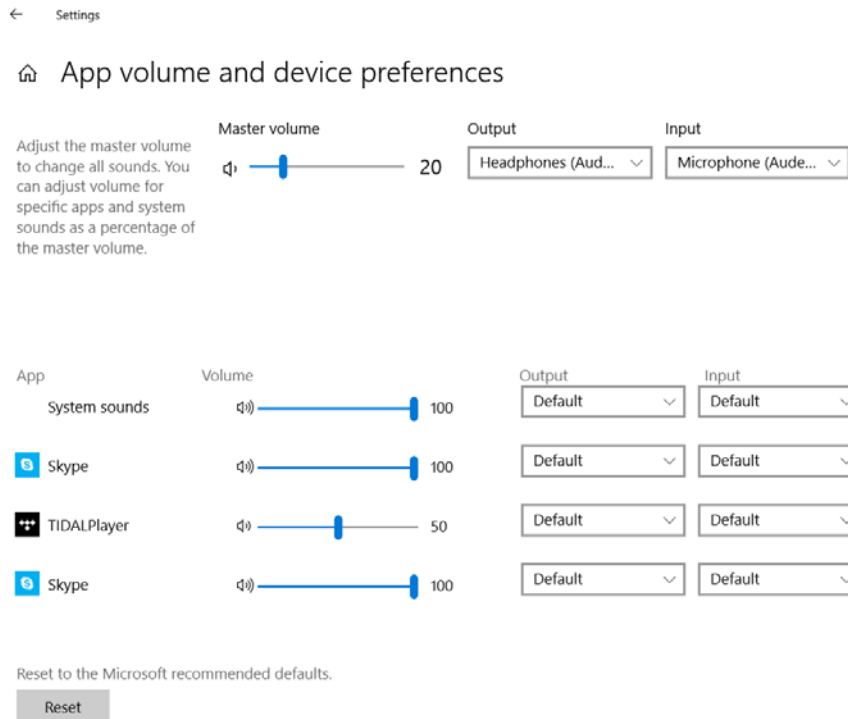 Settings
App volume and device preferences
Adjust the master volume
to change all sounds. You
can adjust volume for
specific apps and system
sounds as a percentage of
the master volume.
Master volume
20
Output
Headphones (Aud...
Input
Microphone (Aude...
App Volume Output Input
System sounds 100 Default Default
Skype 100 Default Default
TIDALPlayer 50 Default Default
Skype 100 Default Default
Reset to the Microsoft recommended defaults.
Reset